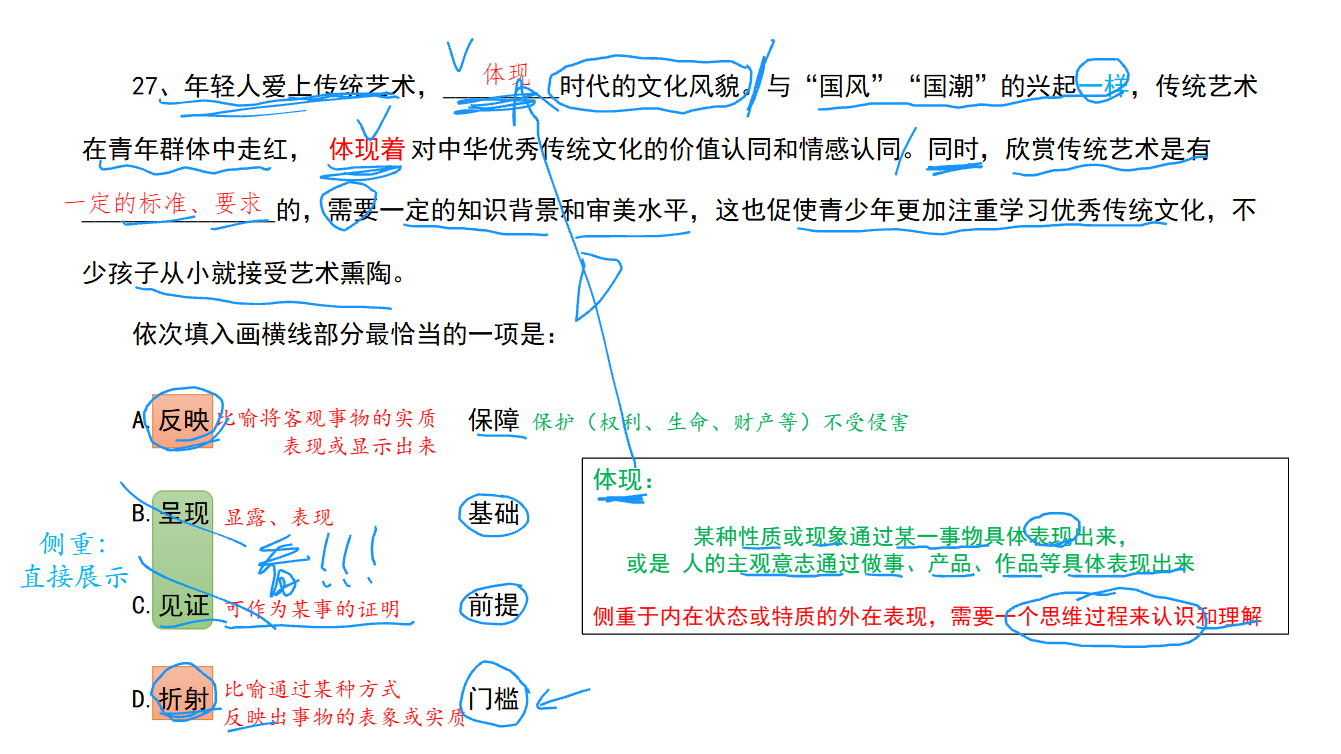 27、年轻人爱上传统艺术，体现时代的文化风貌。与“国风”“国潮”的兴起一样，传统艺术
在青年群体中走红，体现着对中华优秀传统文化的价值认同和情感认同。同时，欣赏传统艺术是有
一定的标准、要求的，需要一定的知识背景和审美水平，这也促使青少年更加注重学习优秀传统文化，不
少孩子从小就接受艺术熏陶。
依次填入画横线部分最恰当的一项是：
A.反映 比喻将客观事物的实质 保障 保护（权利、生命、财产等）不受侵害
表现或显示出来
体现：
B.呈现 显露、表现 基础
某种性质或现象通过某一事物具体表现出来，
侧重：
看！！！
或是 人的主观意志通过做事、产品、作品等具体表现出来
直接展示
C.见证 可作为某事的证明 前提
侧重于内在状态或特质的外在表现，需要一个思维过程来认识和理解
D.折射 比喻通过某种方式 门槛
反映出事物的表象或实质